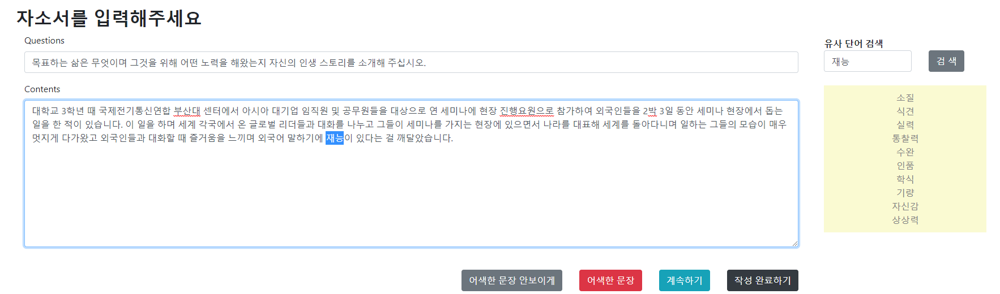 자소서를 입력해주세요
Questions
목표하는 삶은 무엇이며 그것을 위해 어떤 노력을 해왔는지 자신의 인생 스토리를 소개해 주십시오.
Contents
대학교 3학년 때 국제전기통신연합 부산대 센터에서 아시아 대기업 임직원 및 공무원들을 대상으로 연 세미나에 현장 진행요원으로 참가하여 외국인들을 2박 3일 동안 세미나 현장에서 돕는
일을 한 적이 있습니다. 이 일을 하며 세계 각국에서 온 글로벌 리더들과 대화를 나누고 그들이 세미나를 가지는 현장에 있으면서 나라를 대표해 세계를 돌아다니며 일하는 그들의 모습이 매우
멋지게 다가왔고 외국인들과 대화할 때 즐거움을 느끼며 외국어 말하기에 재능이 있다는 걸 깨달았습니다.
어색한 문장 안보이게
어색한 문장
계속하기
작성 완료하기
유사 단어 검색
재능
검 색
소질
식견
실력
통찰력
수완
인품
학식
기량
자신감
상상력